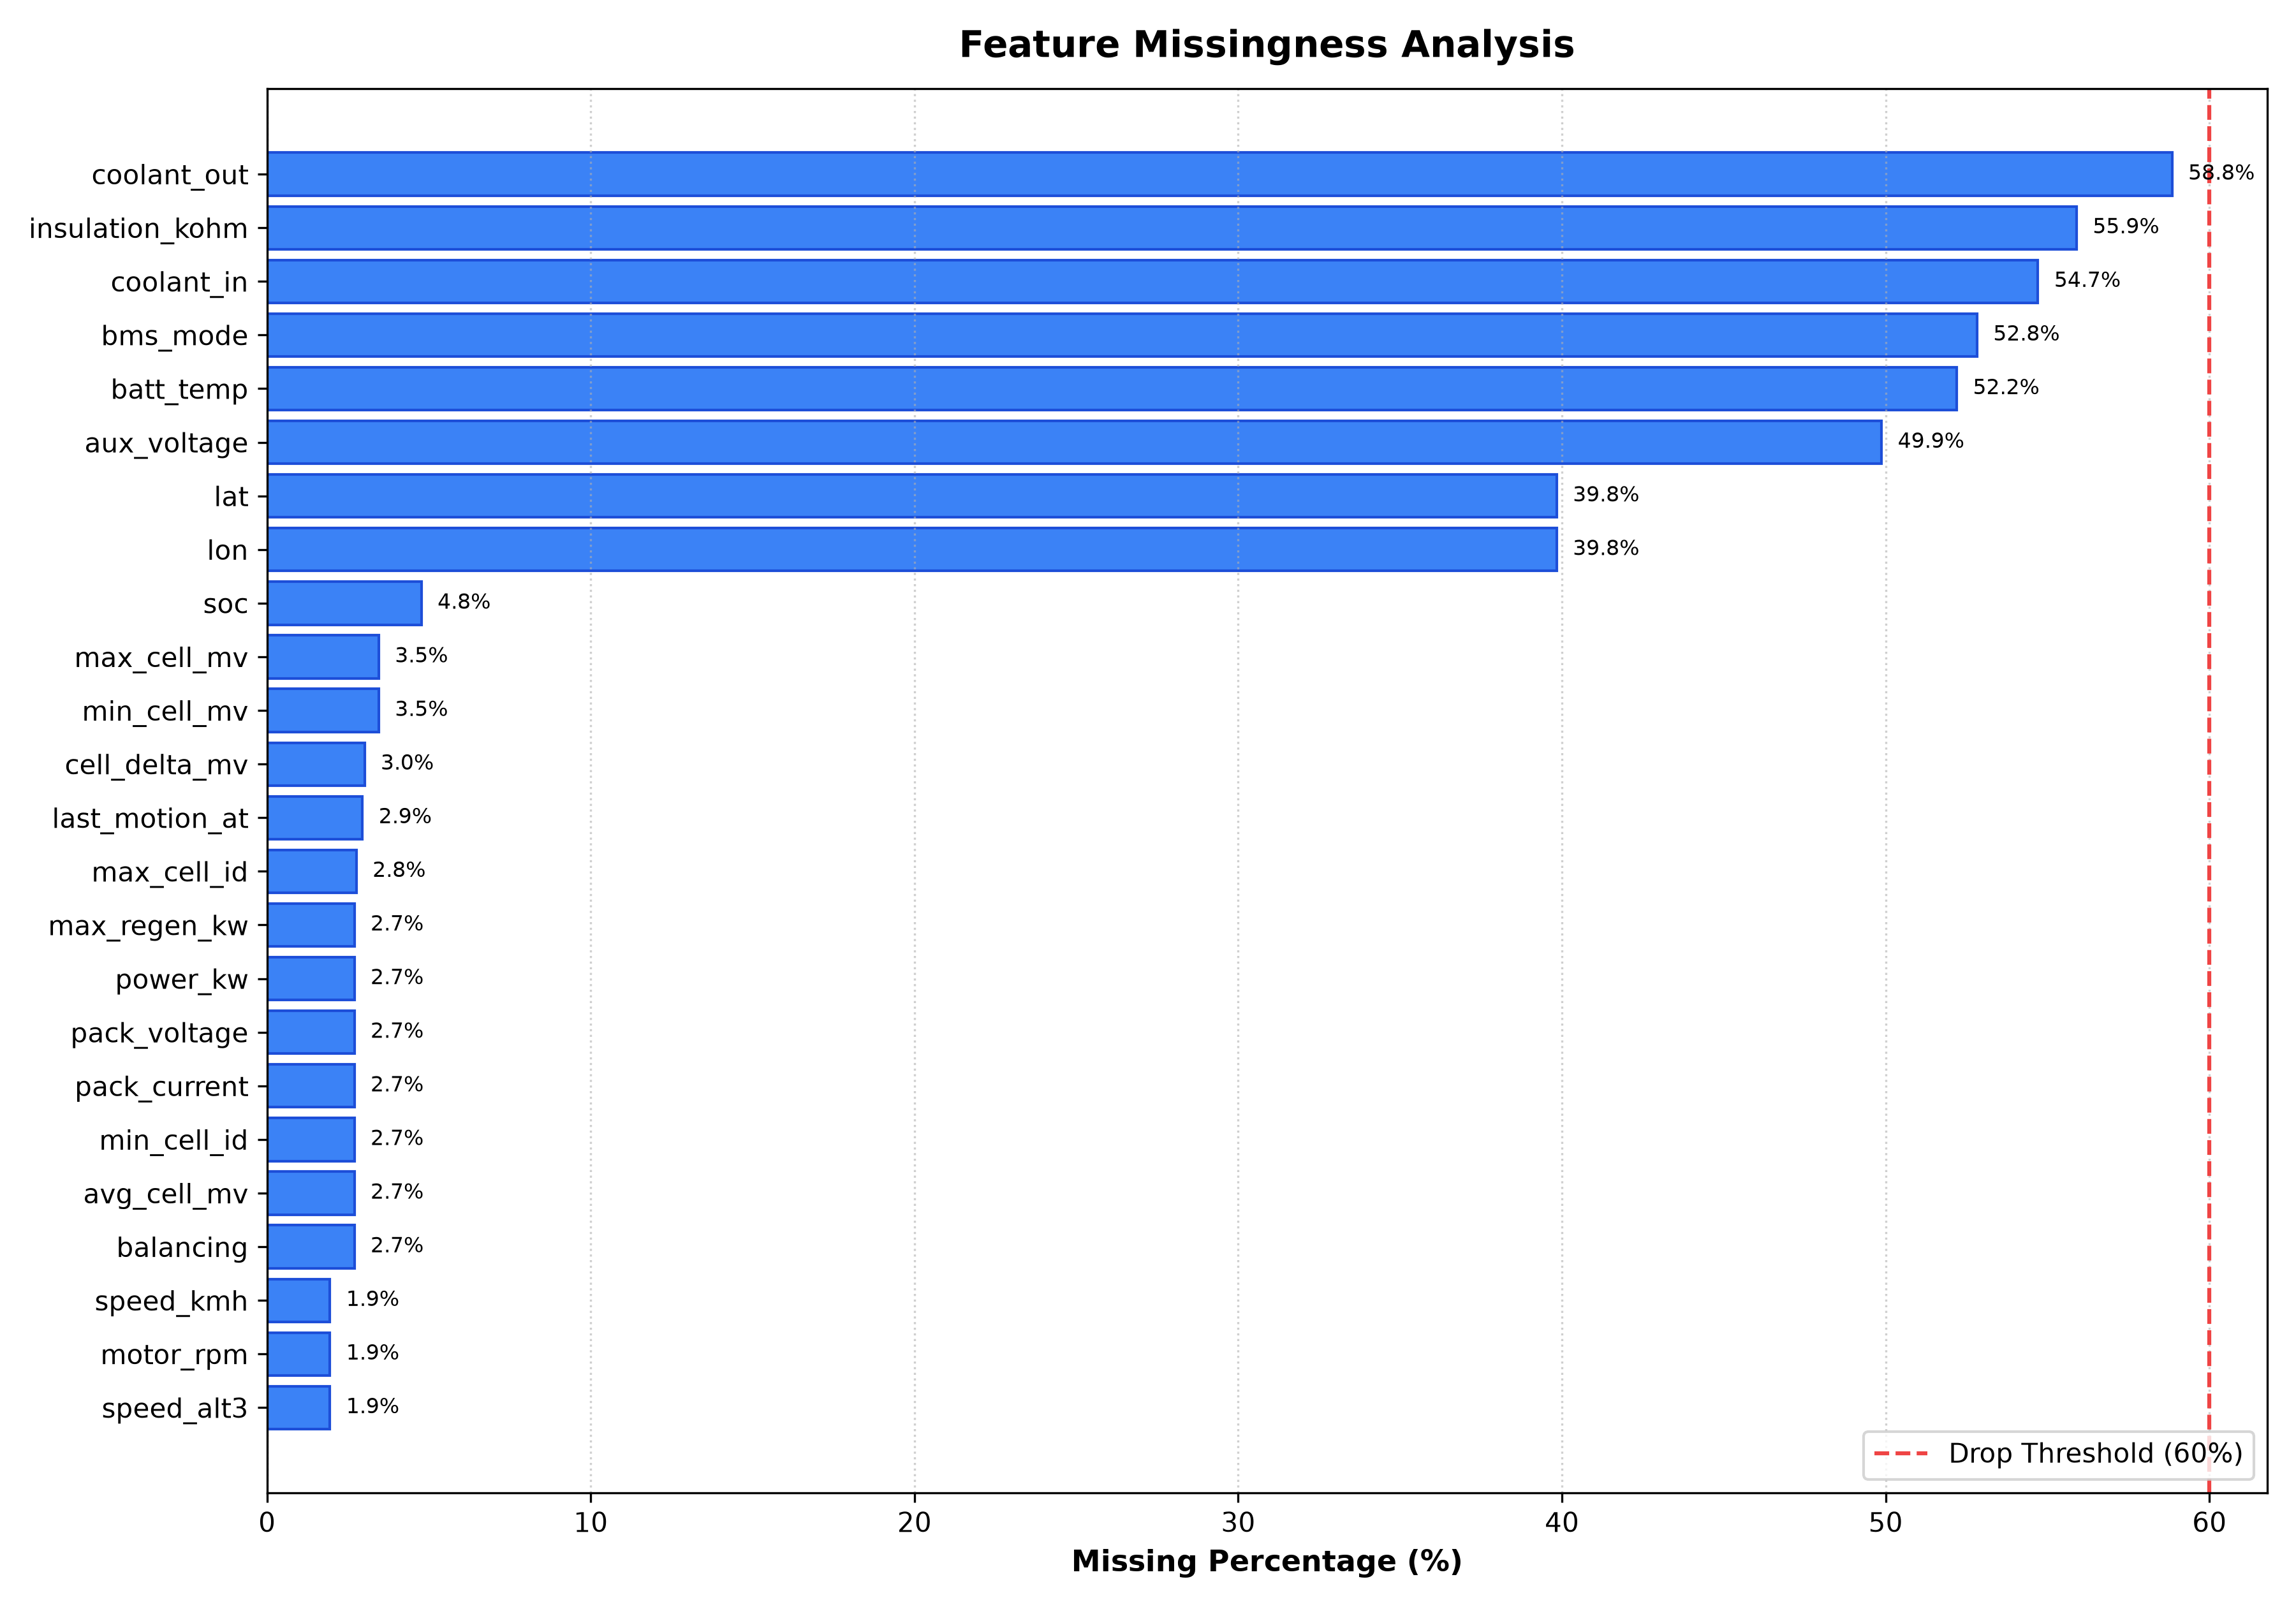 Feature Missingness Analysis
coolant_out 58.8%
insulation_kohm 55.9%
coolant_in 54.7%
bms_mode 52.8%
batt_temp 52.2%
aux_voltage 49.9%
lat 39.8%
lon 39.8%
soc 4.8%
max_cell_mv 3.5%
min_cell_mv 3.5%
cell_delta_mv 3.0%
last_motion_at 2.9%
max_cell_id 2.8%
max_regen_kw 2.7%
power_kw 2.7%
pack_voltage 2.7%
pack_current 2.7%
min_cell_id 2.7%
avg_cell_mv 2.7%
balancing 2.7%
speed_kmh 1.9%
motor_rpm 1.9%
speed_alt3 1.9%
Drop Threshold (60%)
0 10 20 30 40 50 60
Missing Percentage (%)